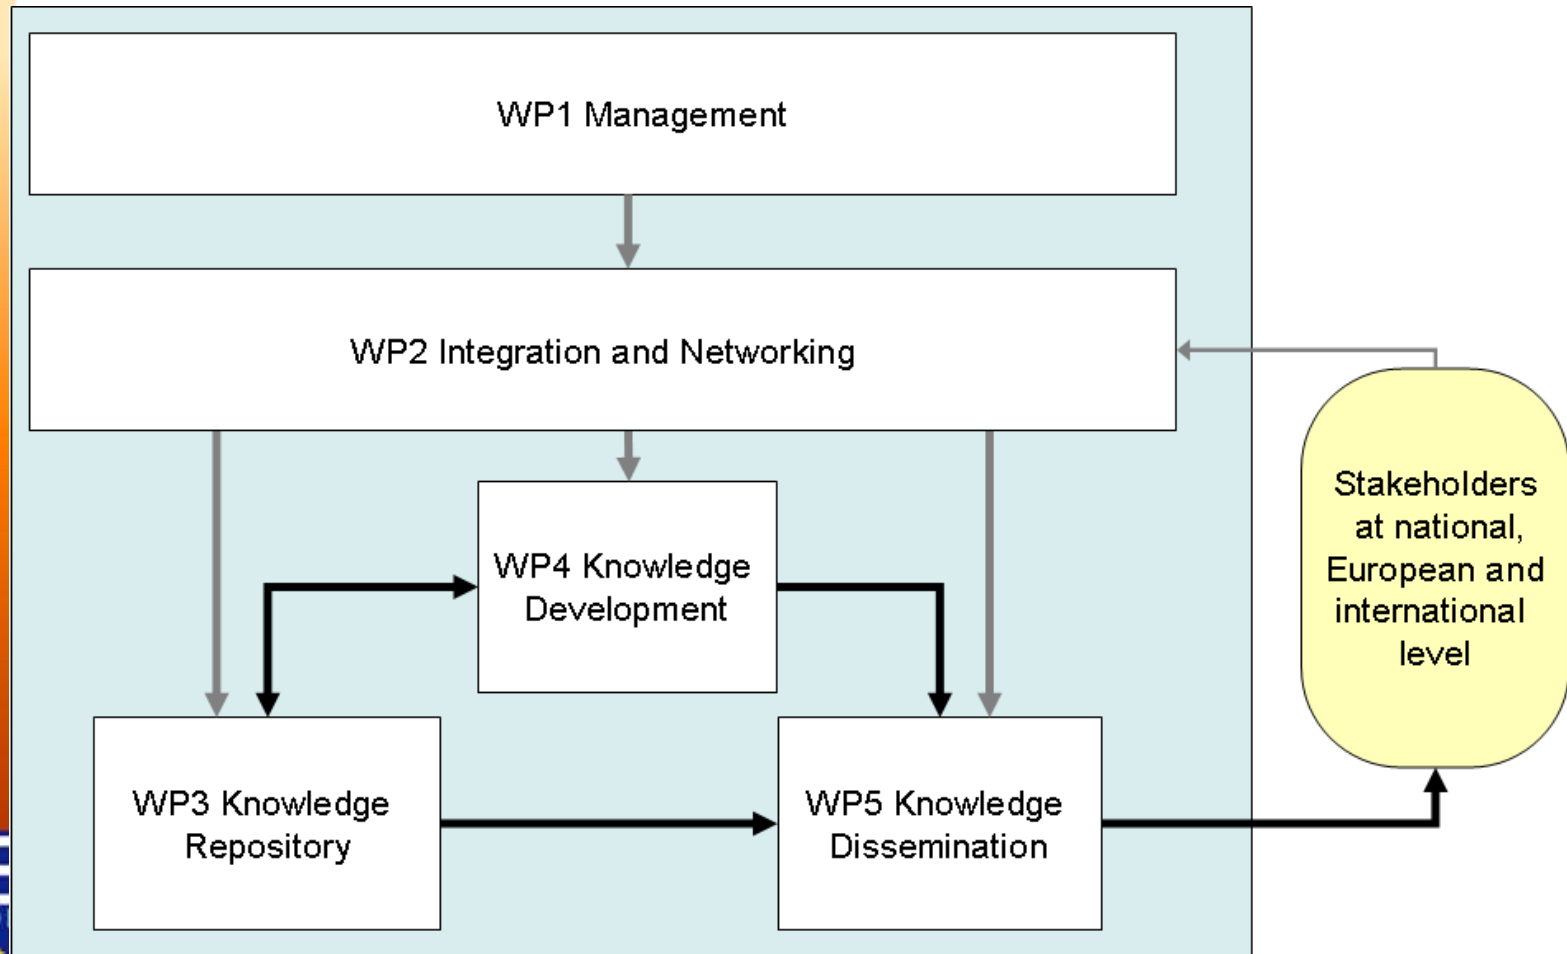 WP1 Management
WP2 Integration and Networking
WP4 Knowledge
Development
WP3 Knowledge
Repository
WP5 Knowledge
Dissemination
Stakeholders
at national,
European and
international
level